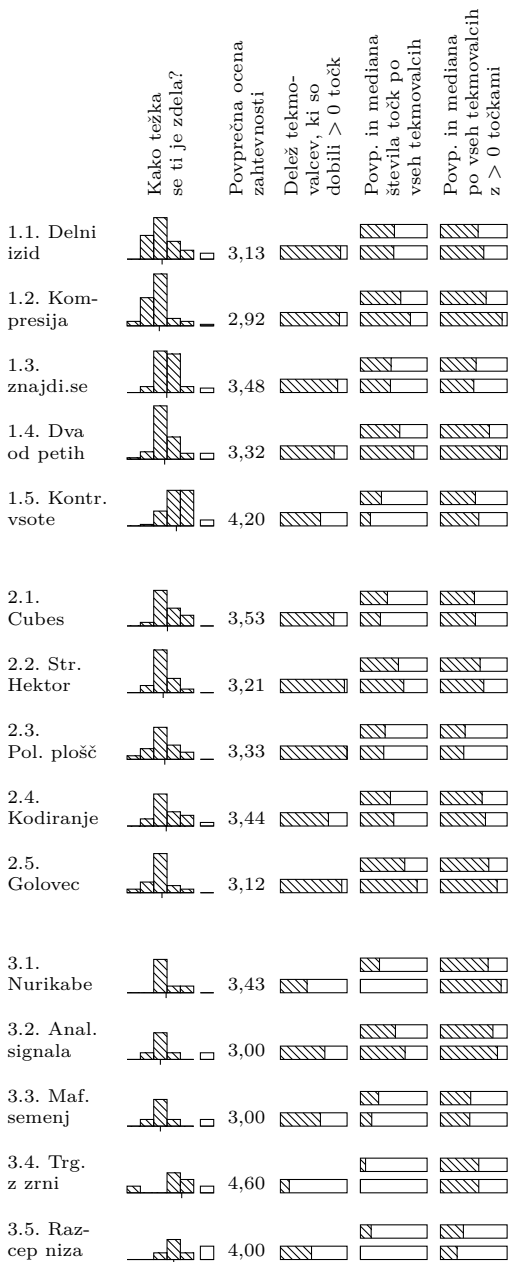 Kako težka
se ti je zdela?
Povprečna ocena
zahtevnosti
Delež tekmo-
valcev, ki so
dobili > 0 točk
Povp. in mediana
števila točk po
vseh tekmovalcih
Povp. in mediana
po vseh tekmovalcih
z > 0 točkami
1.1. Delni
izid 3,13
1.2. Kom-
presija 2,92
1.3.
znajdi.se 3,48
1.4. Dva
od petih 3,32
1.5. Kontr.
vsote 4,20
2.1.
Cubes 3,53
2.2. Str.
Hektor 3,21
2.3.
Pol. plošč 3,33
2.4.
Kodiranje 3,44
2.5.
Golovec 3,12
3.1.
Nurikabe 3,43
3.2. Anal.
signala 3,00
3.3. Maf.
semenj 3,00
3.4. Trg.
z zrni 4,60
3.5. Raz-
cep niza 4,00